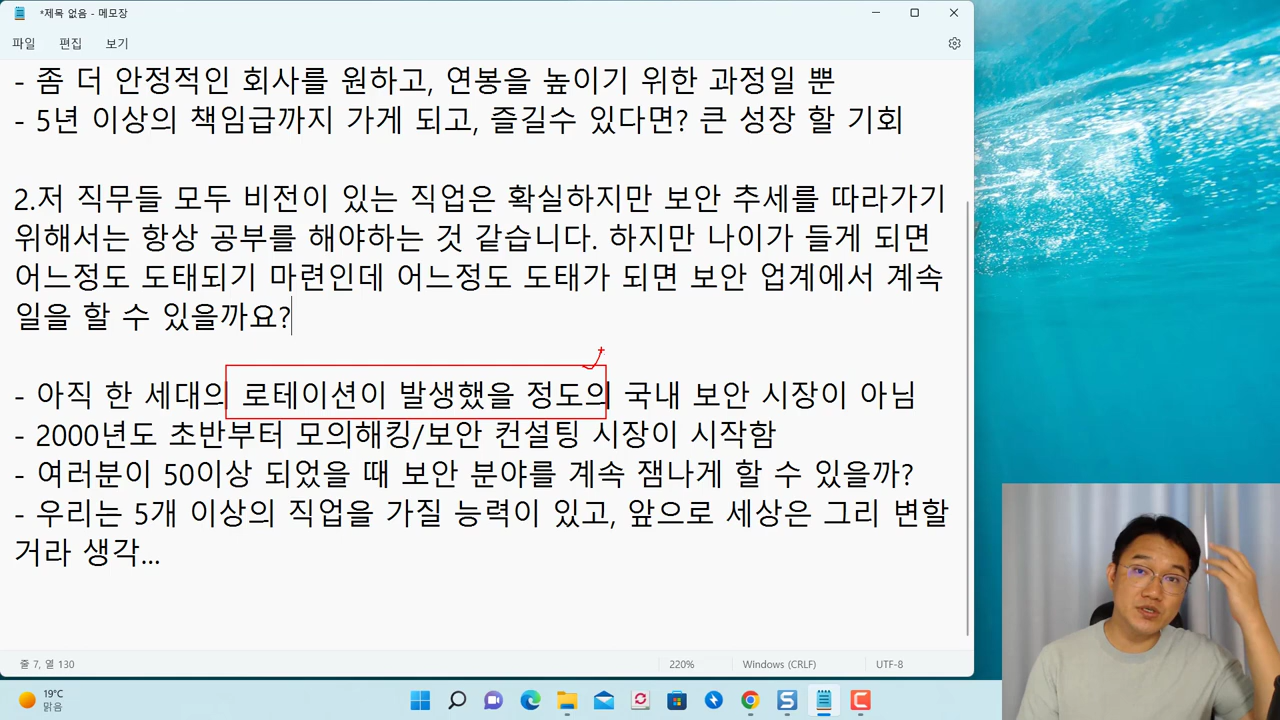 *제목 없음 - 메모장
파일 편집 보기
- 좀 더 안정적인 회사를 원하고, 연봉을 높이기 위한 과정일 뿐
- 5년 이상의 책임급까지 가게 되고, 즐길수 있다면? 큰 성장 할 기회
2.저 직무들 모두 비전이 있는 직업은 확실하지만 보안 추세를 따라가기
위해서는 항상 공부를 해야하는 것 같습니다. 하지만 나이가 들게 되면
어느정도 도태되기 마련인데 어느정도 도태가 되면 보안 업계에서 계속
일을 할 수 있을까요?
- 아직 한 세대의 로테이션이 발생했을 정도의 국내 보안 시장이 아님
- 2000년도 초반부터 모의해킹/보안 컨설팅 시장이 시작함
- 여러분이 50이상 되었을 때 보안 분야를 계속 잼나게 할 수 있을까?
- 우리는 5개 이상의 직업을 가질 능력이 있고, 앞으로 세상은 그리 변할
거라 생각...
줄 7, 열 130 220% Windows (CRLF) UTF-8
19°C
맑음